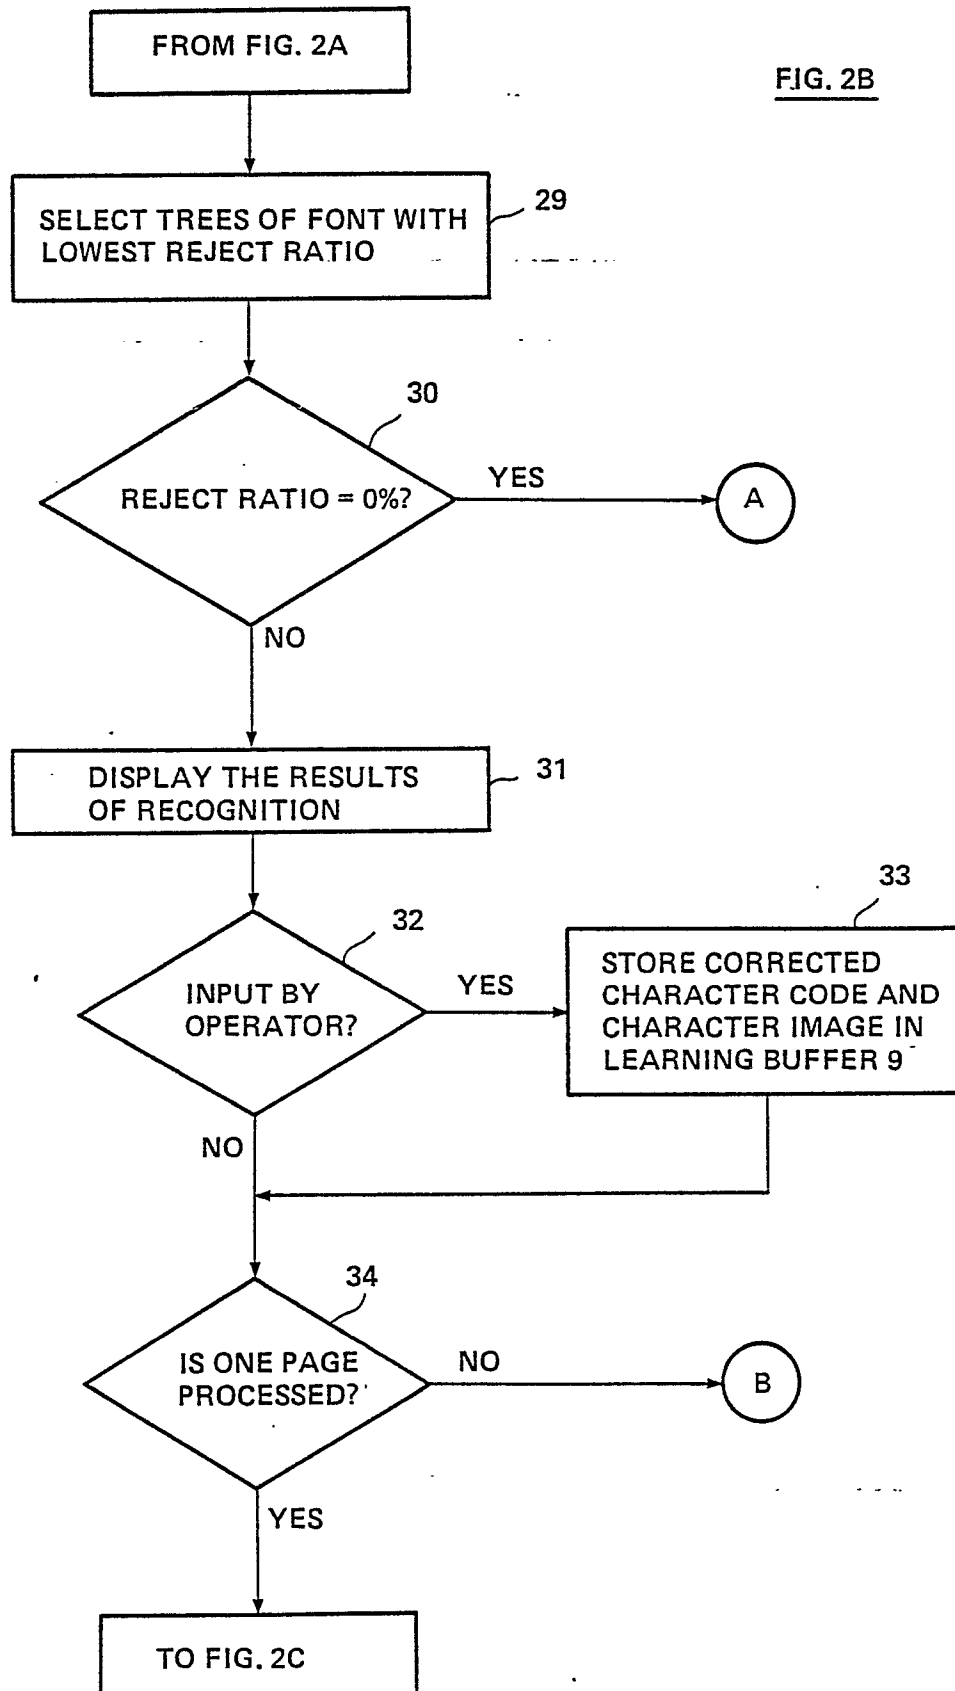 FROM FIG. 2A
FIG. 2B
29
SELECT TREES OF FONT WITH
LOWEST REJECT RATIO
30
REJECT RATIO = 0%?
YES
A
NO
31
DISPLAY THE RESULTS
OF RECOGNITION
32
33
INPUT BY
OPERATOR?
YES
STORE CORRECTED
CHARACTER CODE AND
CHARACTER IMAGE IN
LEARNING BUFFER 9
NO
34
IS ONE PAGE
PROCESSED?
NO
B
YES
TO FIG. 2C